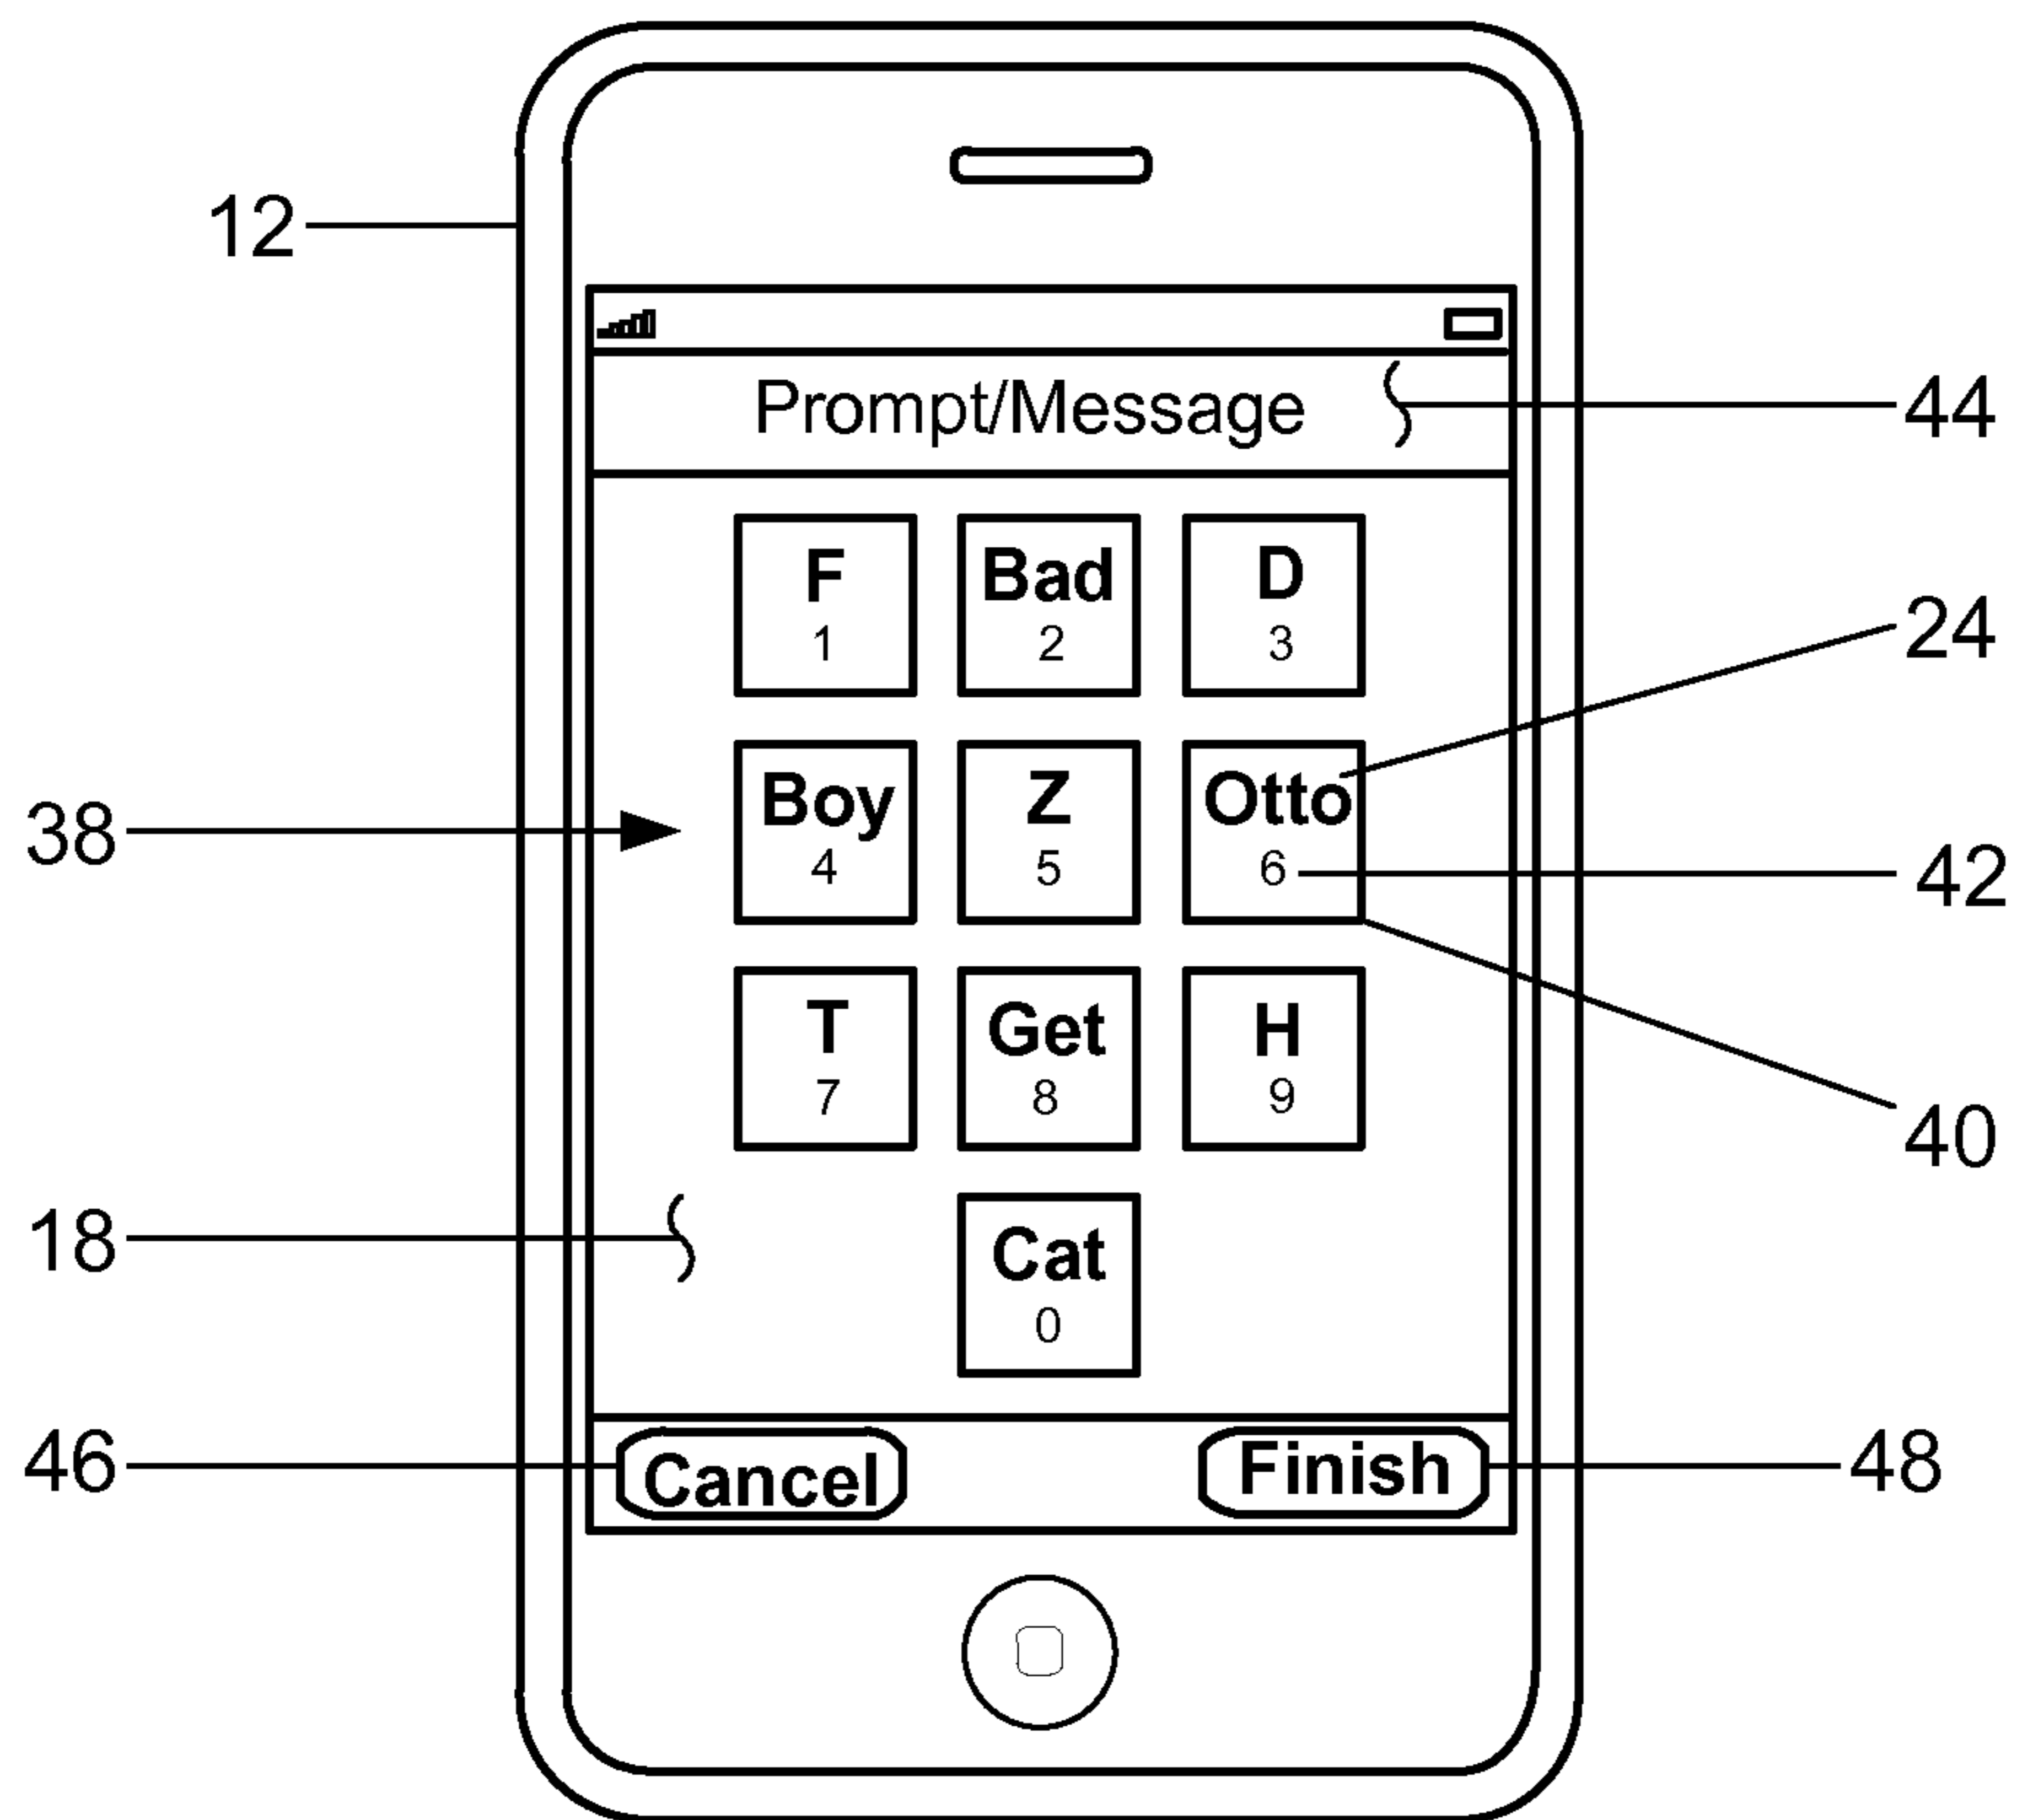 12
Prompt/Message
44
F Bad D
1 2 3
24
Boy Z Otto
38
4 5 6
42
T Get H
7 8 9
40
18
Cat
0
46
Cancel Finish
48